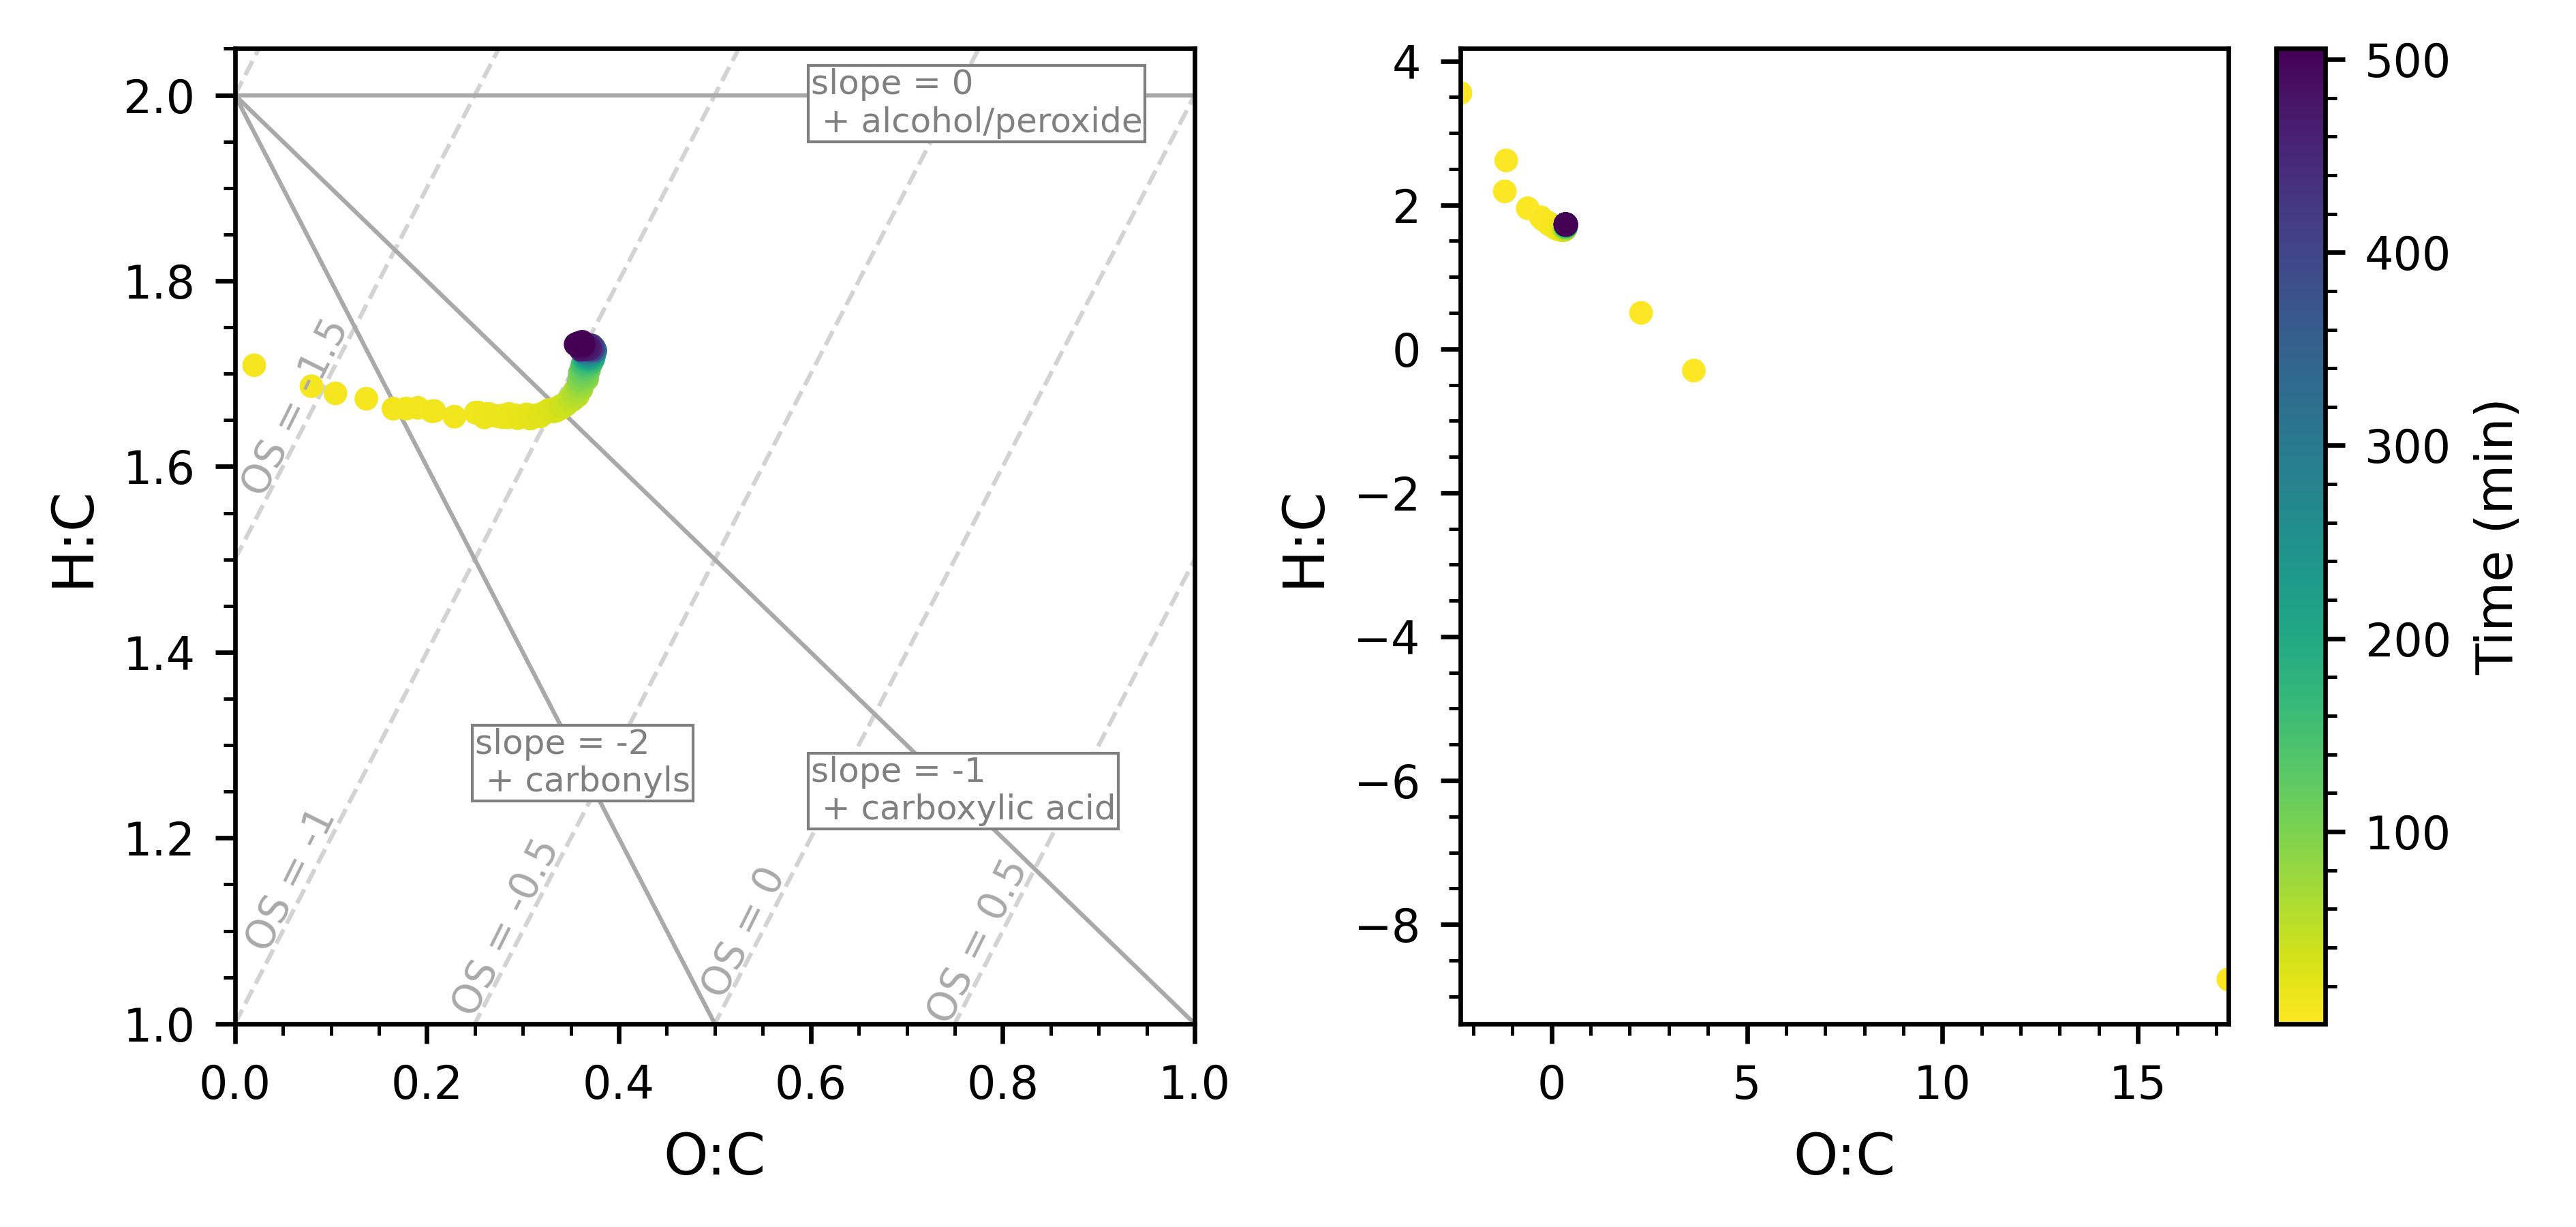 2.0
1.8
1.6
1.4
1.2
1.0
H:C
0.0
0.2
0.4
0.6
0.8
1.0
O:C
slope = 0
+ alcohol/peroxide
OS = -1.5
slope = -2
+ carbonyls
slope = -1
+ carboxylic acid
OS = -1
OS = -0.5
OS = 0
OS = 0.5
4
2
0
−2
−4
−6
−8
H:C
0
5
10
15
O:C
500
400
300
200
100
Time (min)